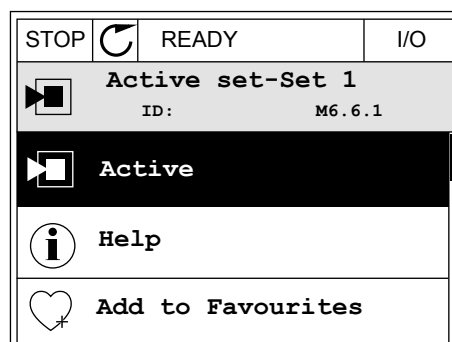 STOP READY I/O
Active set-Set 1
ID: M6.6.1
Active
Help
Add to Favourites